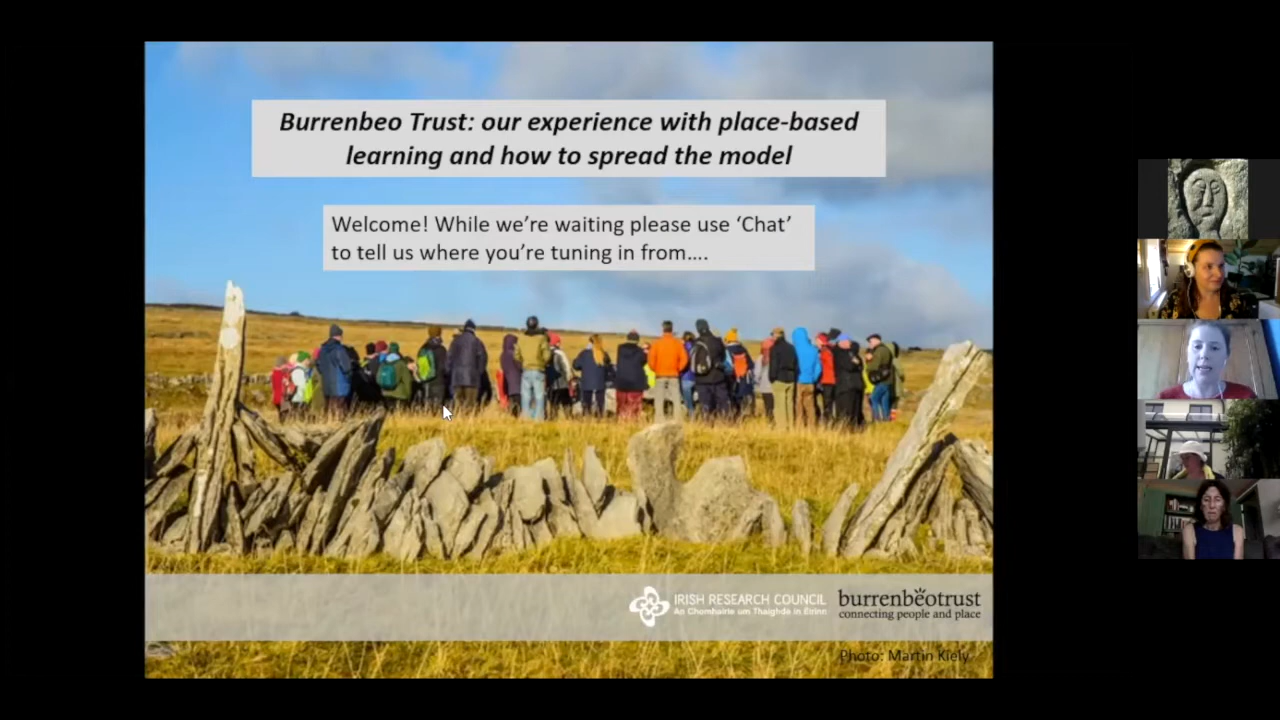 Burrenbeo Trust: our experience with place-based
learning and how to spread the model
Welcome! While we’re waiting please use ‘Chat’
to tell us where you’re tuning in from….
IRISH RESEARCH COUNCIL
An Chomhairle um Thaighde in Éirinn
burrenbeotrust
connecting people and place
Photo: Martin Kiely